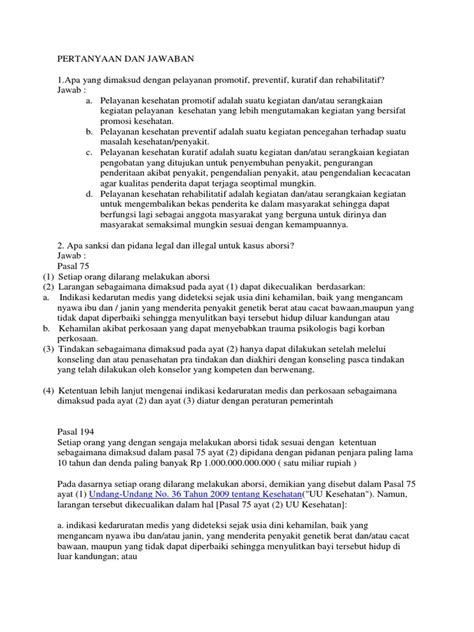 PERTANYAAN DAN JAWABAN
1.Apa yang dimaksud dengan pelayanan promotif, preventif, kuratif dan rehabilitatif?
Jawab :
a. Pelayanan kesehatan promotif adalah suatu kegiatan dan/atau serangkaian
kegiatan pelayanan kesehatan yang lebih mengutamakan kegiatan yang bersifat
promosi kesehatan.
b. Pelayanan kesehatan preventif adalah suatu kegiatan pencegahan terhadap suatu
masalah kesehatan/penyakit.
c. Pelayanan kesehatan kuratif adalah suatu kegiatan dan/atau serangkaian kegiatan
pengobatan yang ditujukan untuk penyembuhan penyakit, pengurangan
penderitaan akibat penyakit, pengendalian penyakit, atau pengendalian kecacatan
agar kualitas penderita dapat terjaga seoptimal mungkin.
d. Pelayanan kesehatan rehabilitatif adalah kegiatan dan/atau serangkaian kegiatan
untuk mengembalikan bekas penderita ke dalam masyarakat sehingga dapat
berfungsi lagi sebagai anggota masyarakat yang berguna untuk dirinya dan
masyarakat semaksimal mungkin sesuai dengan kemampuannya.
2. Apa sanksi dan pidana legal dan illegal untuk kasus aborsi?
Jawab :
Pasal 75
(1) Setiap orang dilarang melakukan aborsi
(2) Larangan sebagaimana dimaksud pada ayat (1) dapat dikecualikan berdasarkan:
a. Indikasi kedaruratan medis yang dideteksi sejak usia dini kehamilan, baik yang mengancam
nyawa ibu dan / janin yang menderita penyakit genetik berat atau cacat bawaan,maupun yang
tidak dapat diperbaiki sehingga menyulitkan bayi tersebut hidup diluar kandungan atau
b. Kehamilan akibat perkosaan yang dapat menyebabkan trauma psikologis bagi korban
perkosaan.
(3) Tindakan sebagaimana dimaksud pada ayat (2) hanya dapat dilakukan setelah melelui
konseling dan atau penasehatan pra tindakan dan diakhiri dengan konseling pasca tindakan
yang telah dilakukan oleh konselor yang kompeten dan berwenang.
(4) Ketentuan lebih lanjut mengenai indikasi kedaruratan medis dan perkosaan sebagaimana
dimaksud pada ayat (2) dan ayat (3) diatur dengan peraturan pemerintah
Pasal 194
Setiap orang yang dengan sengaja melakukan aborsi tidak sesuai dengan ketentuan
sebagaimana dimaksud dalam pasal 75 ayat (2) dipidana dengan pidanan penjara paling lama
10 tahun dan denda paling banyak Rp 1.000.000.000.000 ( satu miliar rupiah )
Pada dasarnya setiap orang dilarang melakukan aborsi, demikian yang disebut dalam Pasal 75
ayat (1) Undang-Undang No. 36 Tahun 2009 tentang Kesehatan("UU Kesehatan"). Namun,
larangan tersebut dikecualikan dalam hal [Pasal 75 ayat (2) UU Kesehatan]:
a. indikasi kedaruratan medis yang dideteksi sejak usia dini kehamilan, baik yang
mengancam nyawa ibu dan/atau janin, yang menderita penyakit genetik berat dan/atau cacat
bawaan, maupun yang tidak dapat diperbaiki sehingga menyulitkan bayi tersebut hidup di
luar kandungan; atau